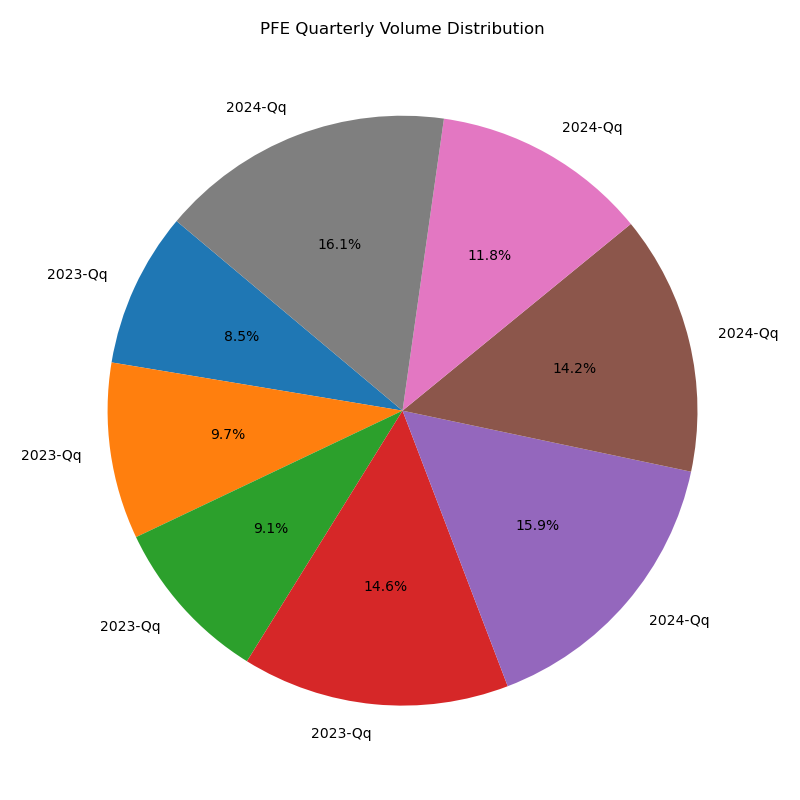 PFE Quarterly Volume Distribution
2024-Qq
2024-Qq
16.1%
11.8%
2023-Qq
2024-Qq
8.5%
14.2%
2023-Qq
9.7%
9.1%
15.9%
14.6%
2023-Qq
2024-Qq
2023-Qq